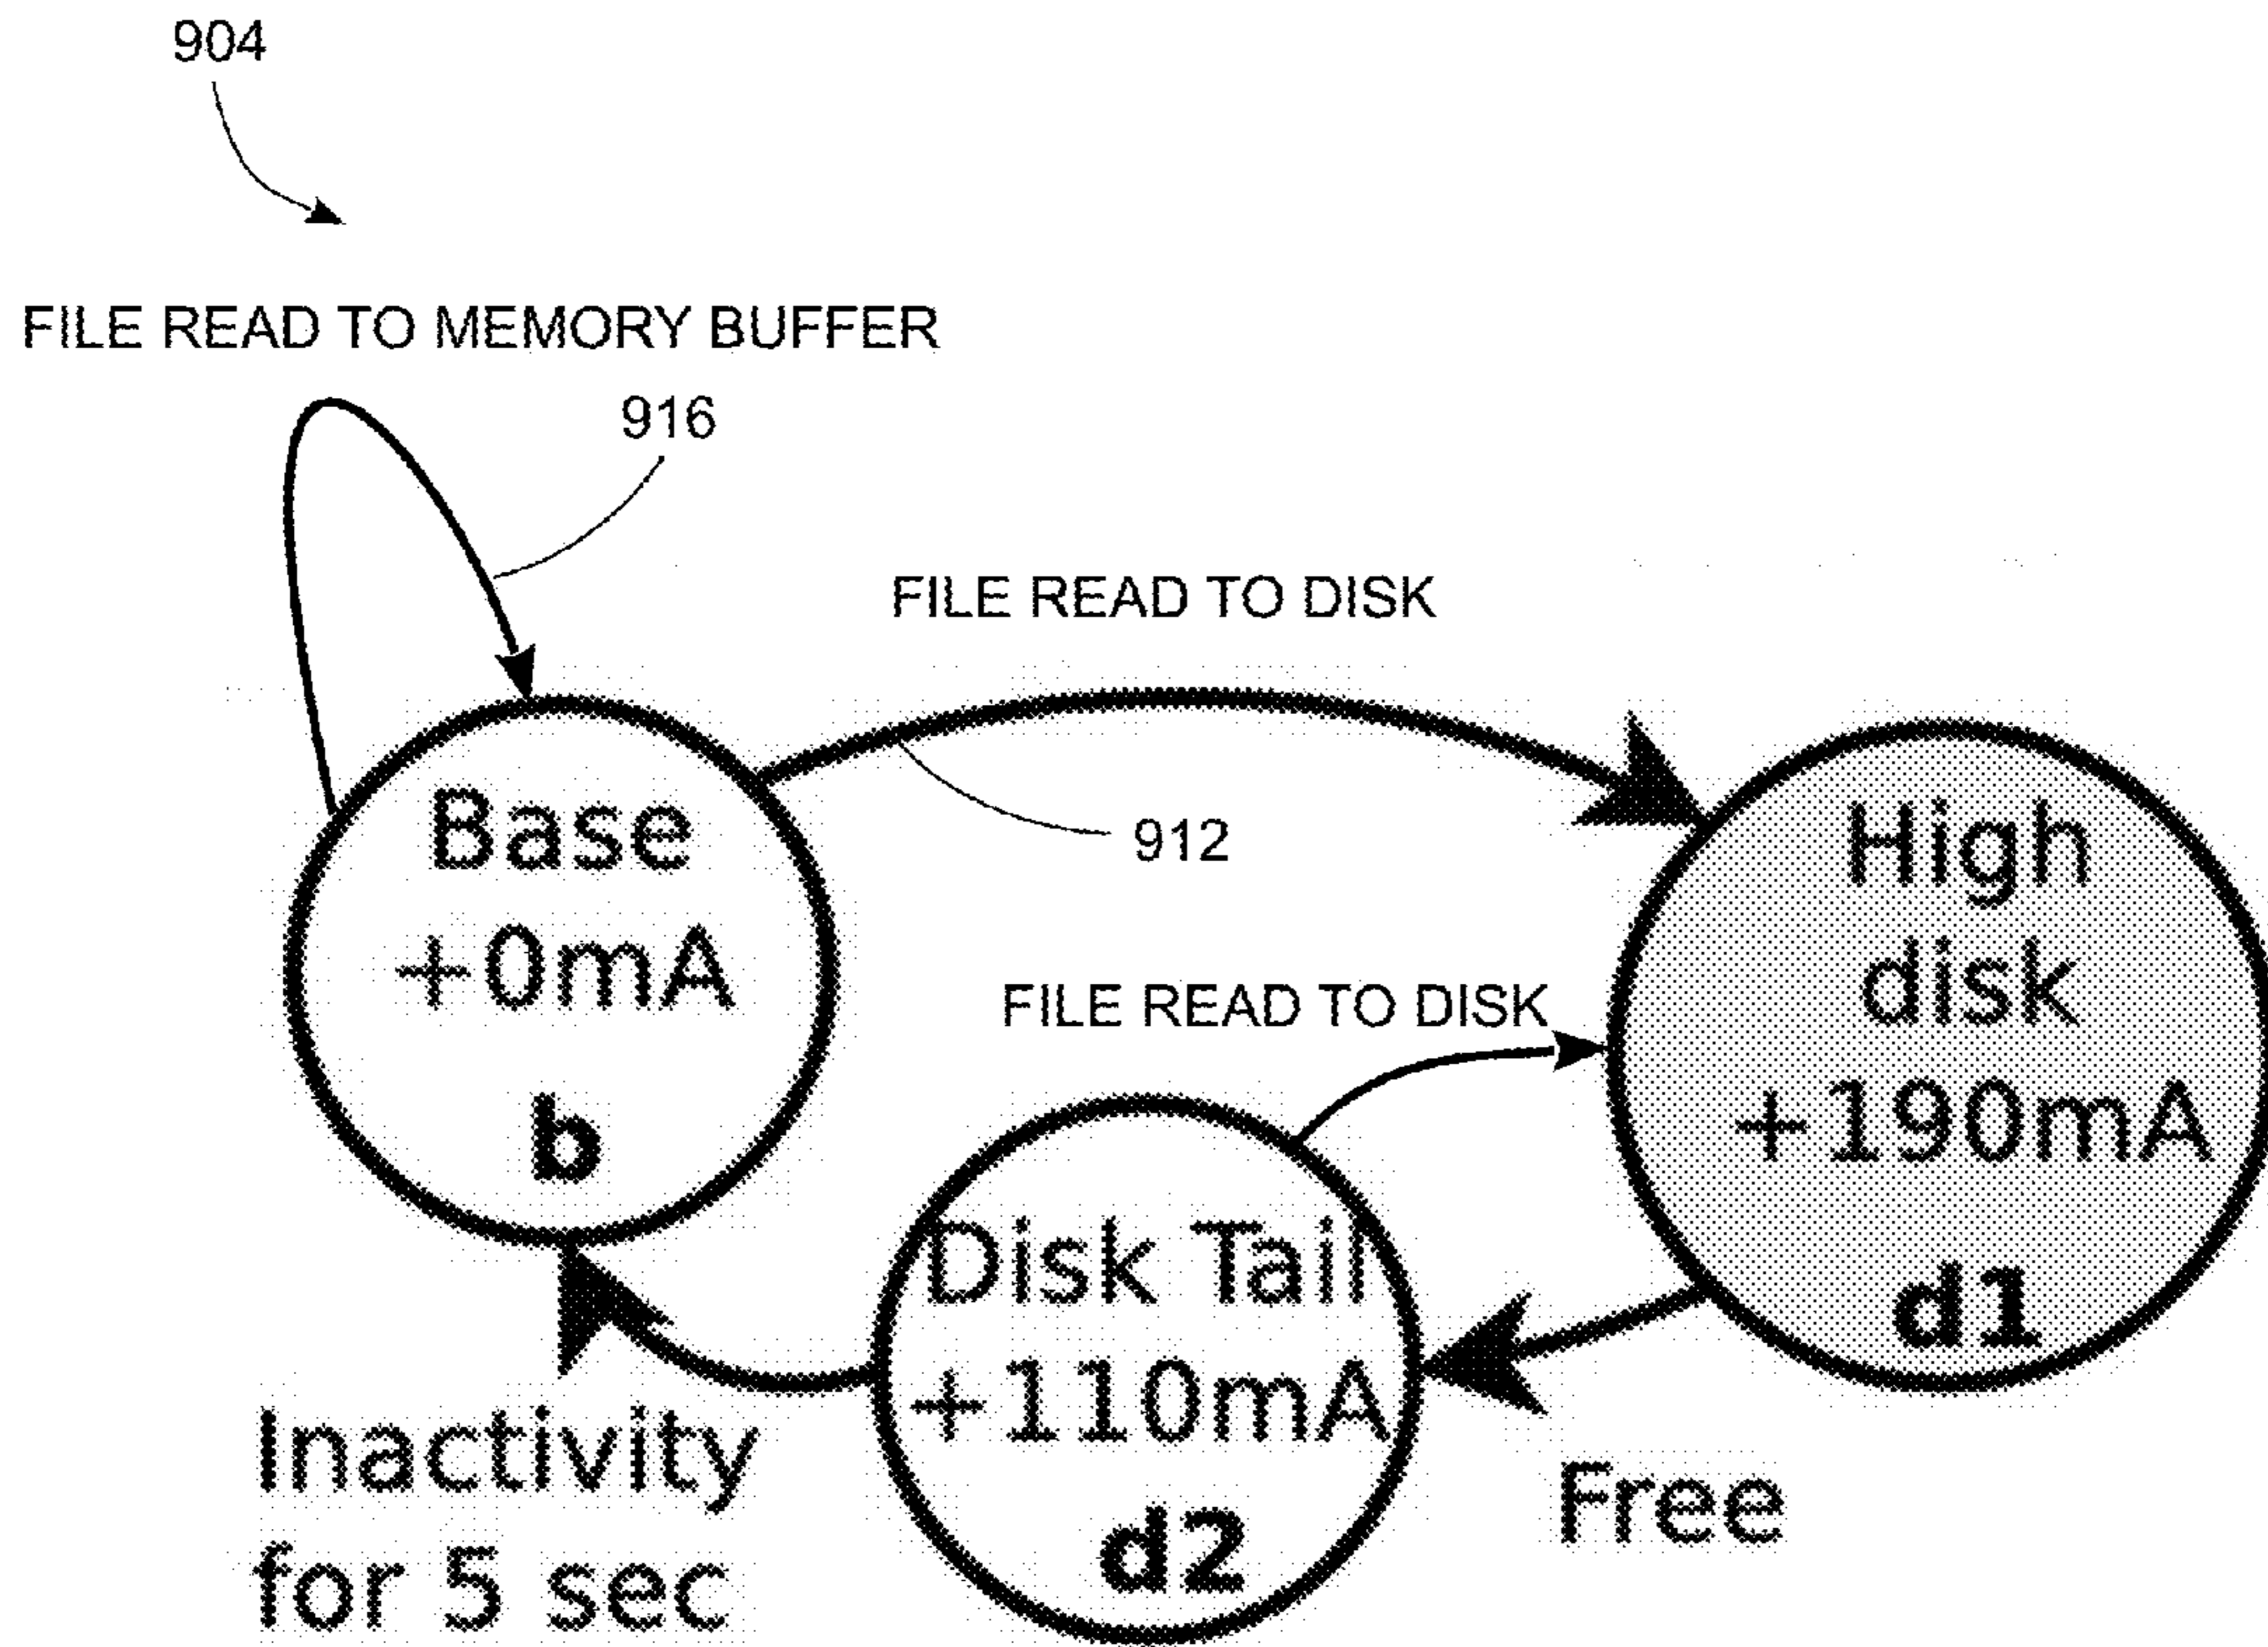 904
FILE READ TO MEMORY BUFFER
916
FILE READ TO DISK
912
Base
+0mA
b
High
disk
+190mA
d1
FILE READ TO DISK
Disk Tail
+110mA
d2
Inactivity
for 5 sec
Free